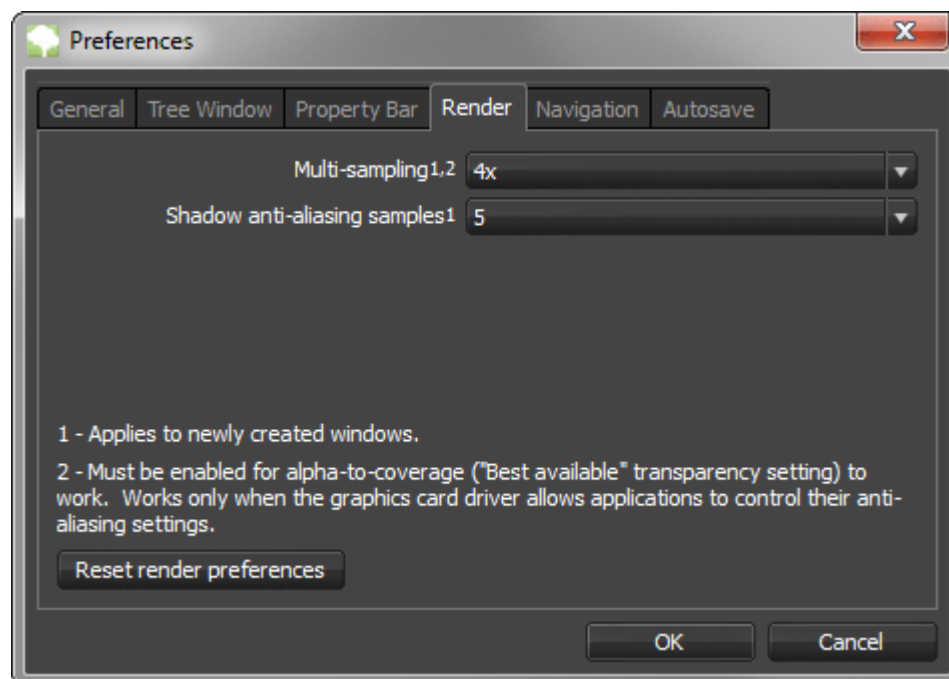 Preferences
General Tree Window Property Bar Render Navigation Autosave
Multi-sampling1,2 4x
Shadow anti-aliasing samples1 5
1 - Applies to newly created windows.
2 - Must be enabled for alpha-to-coverage ("Best available" transparency setting) to
work.  Works only when the graphics card driver allows applications to control their anti-
aliasing settings.
Reset render preferences
OK Cancel